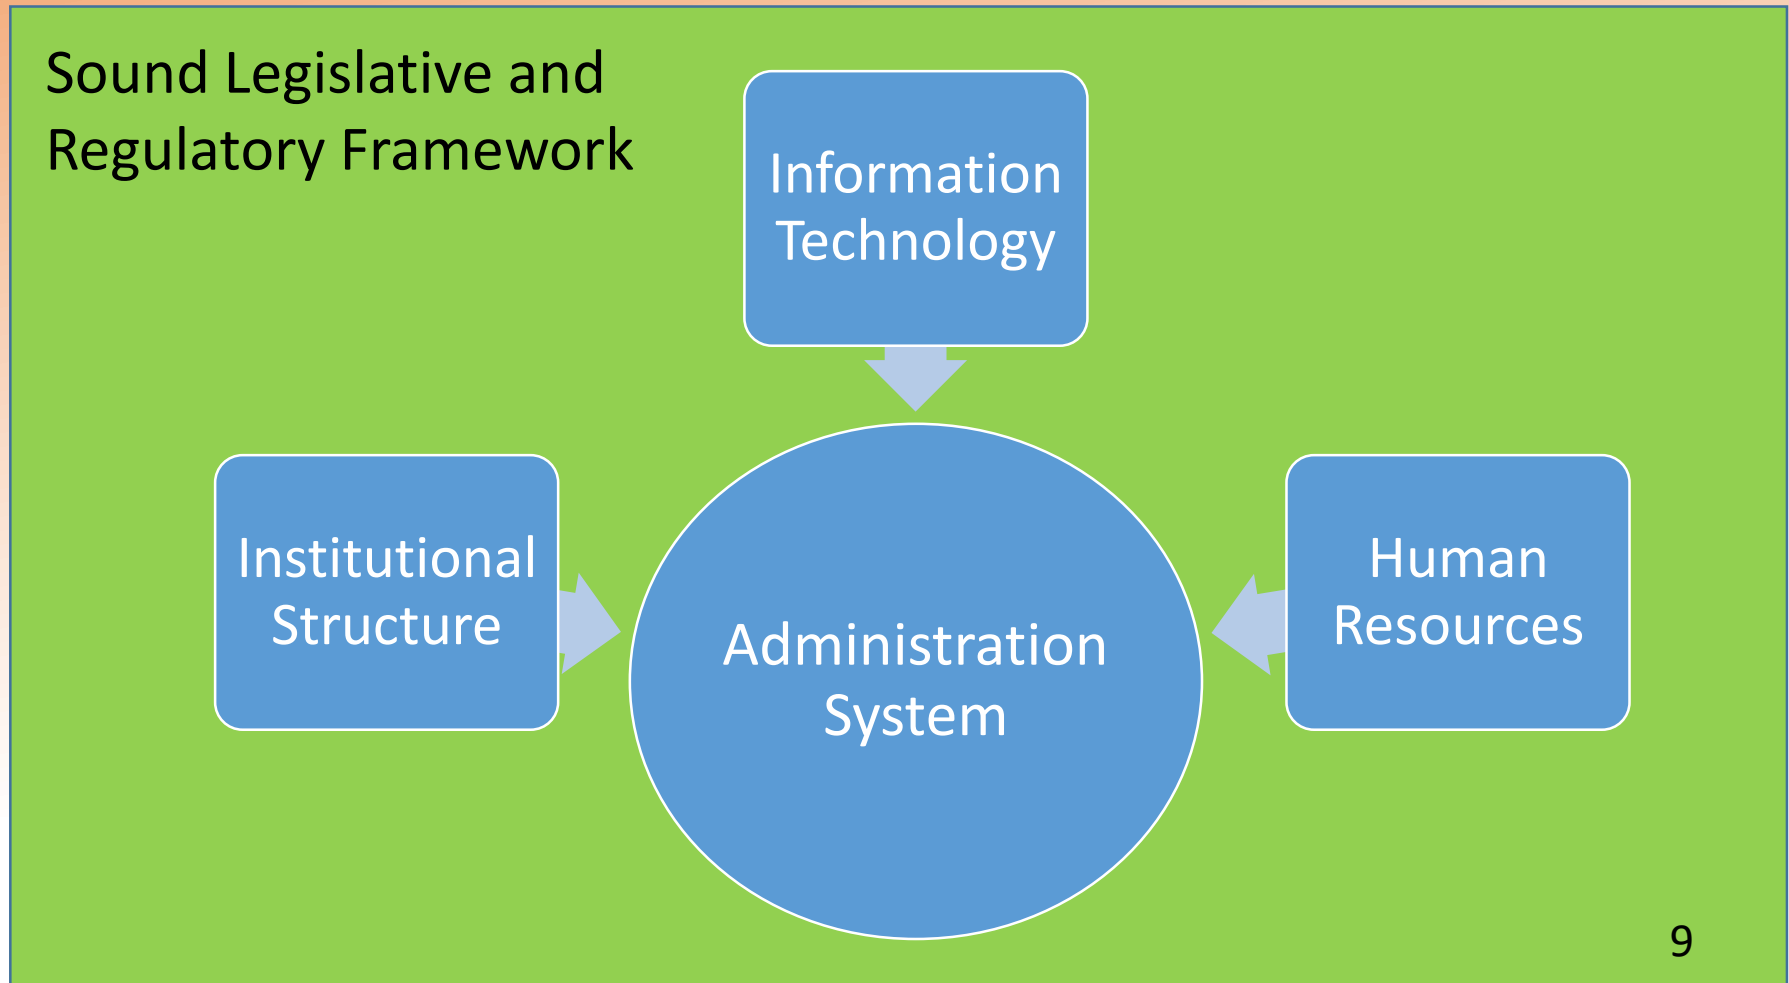 Sound Legislative and
Regulatory Framework
Information
Technology
Institutional
Structure
Human
Resources
Administration
System
9